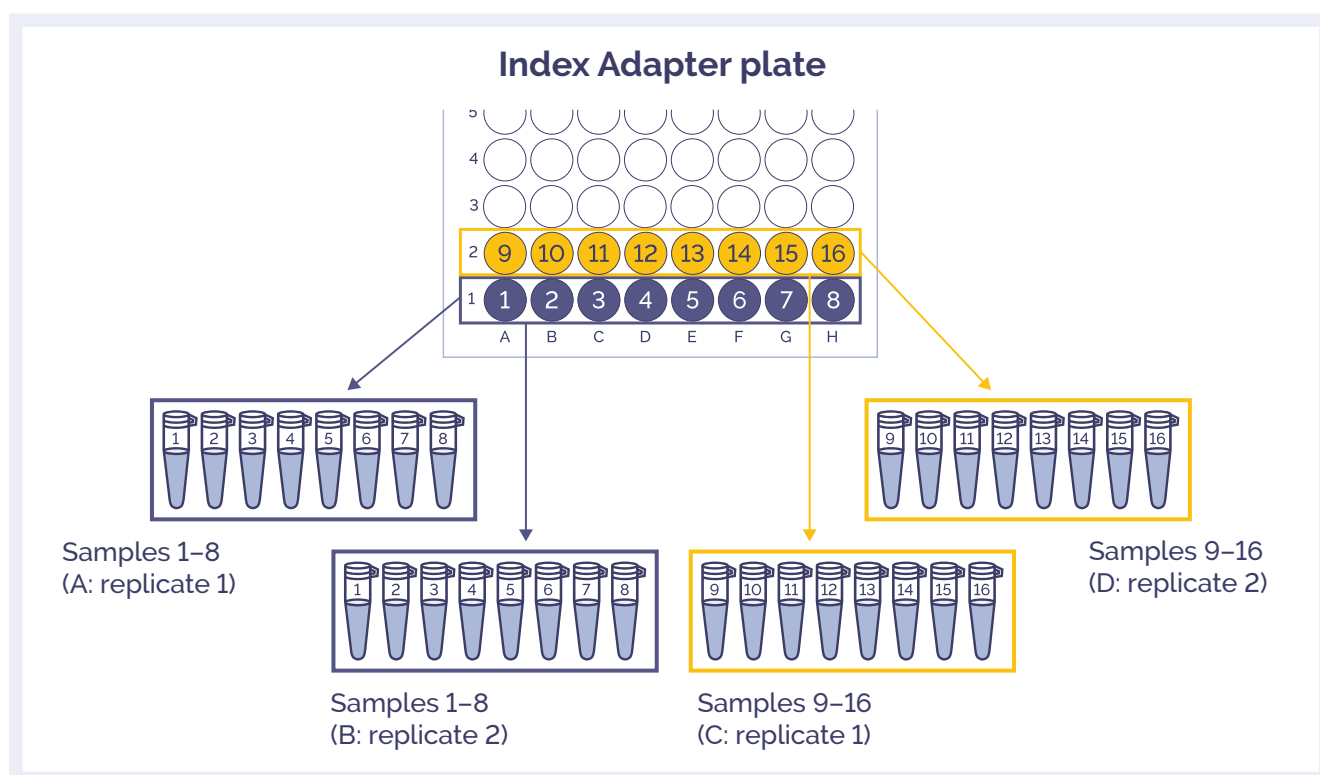 Index Adapter plate
5
4
3
2 9 10 11 12 13 14 15 16
1 1 2 3 4 5 6 7 8
A B C D E F G H
1 2 3 4 5 6 7 8
Samples 1–8
(A: replicate 1)
1 2 3 4 5 6 7 8
Samples 1–8
(B: replicate 2)
9 10 11 12 13 14 15 16
Samples 9–16
(C: replicate 1)
9 10 11 12 13 14 15 16
Samples 9–16
(D: replicate 2)